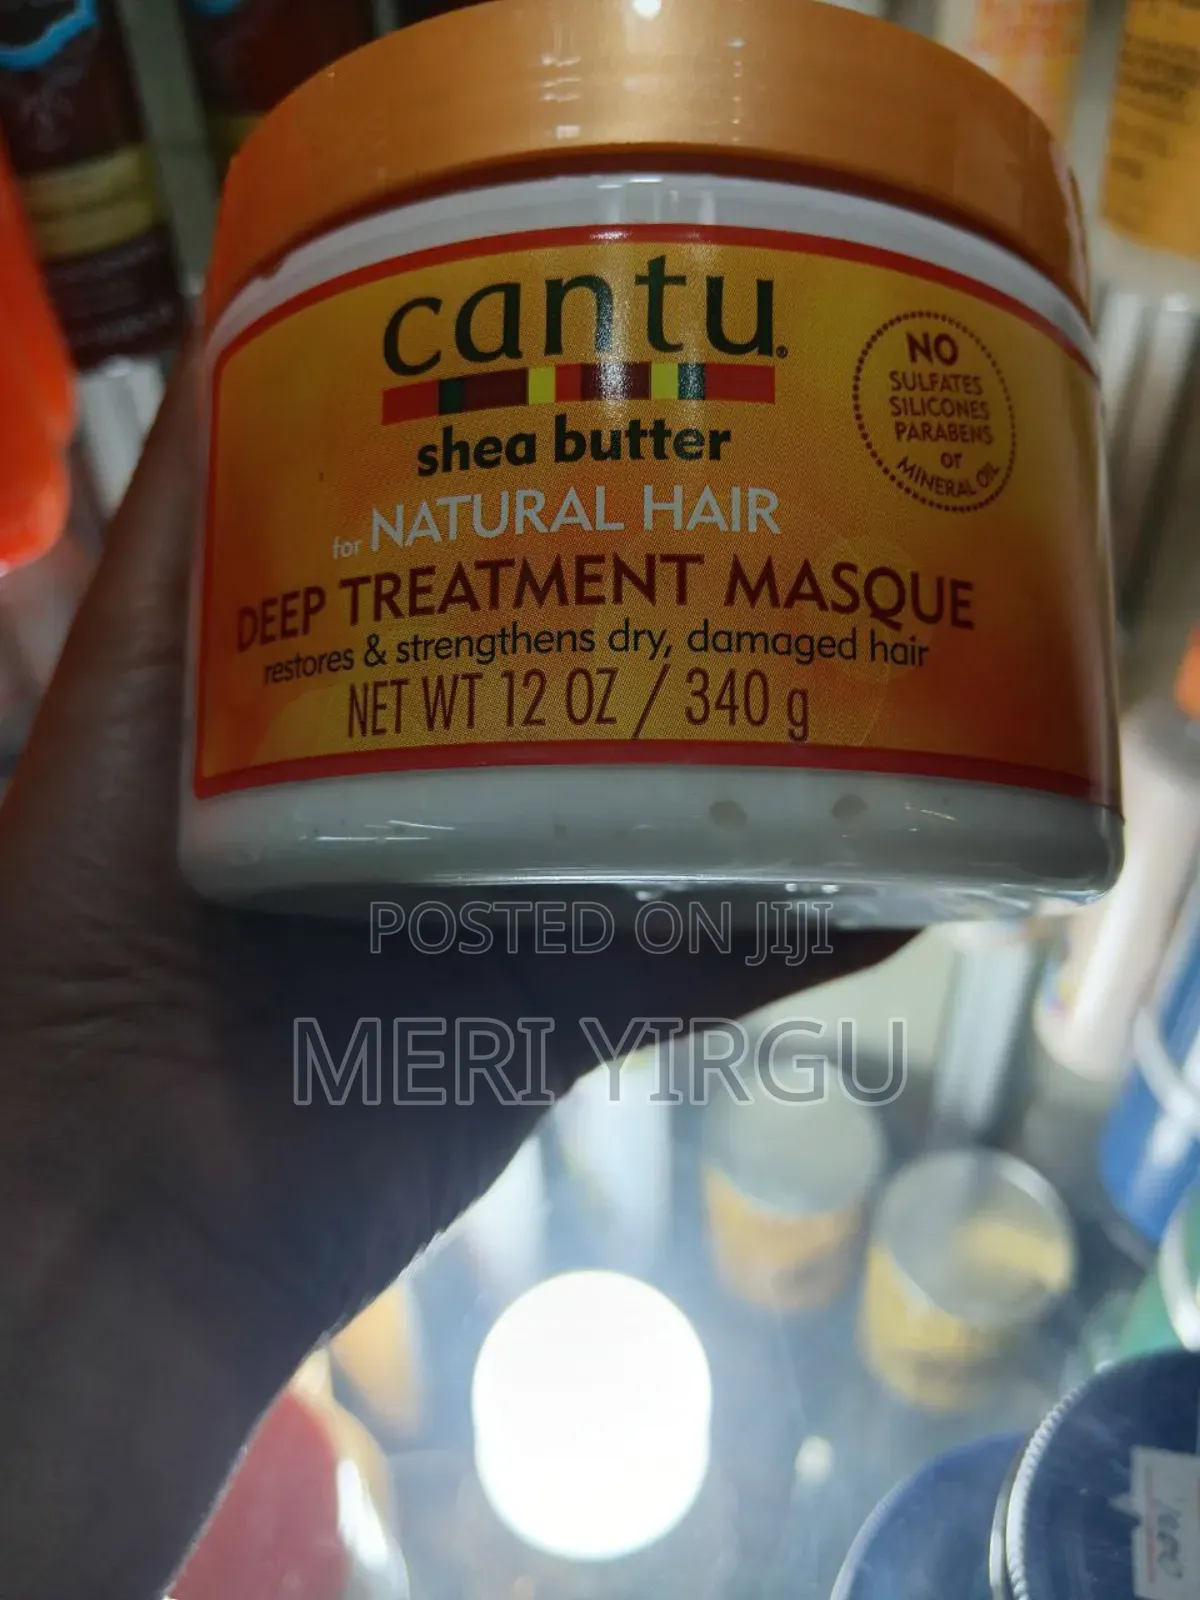 cantu®
shea butter
for NATURAL HAIR
DEEP TREATMENT MASQUE
restores & strengthens dry, damaged hair
NET WT 12 OZ / 340 g
NO
SULFATES
SILICONES
PARABENS
or
MINERAL OIL
POSTED ON JIJI
MERI YIRGU